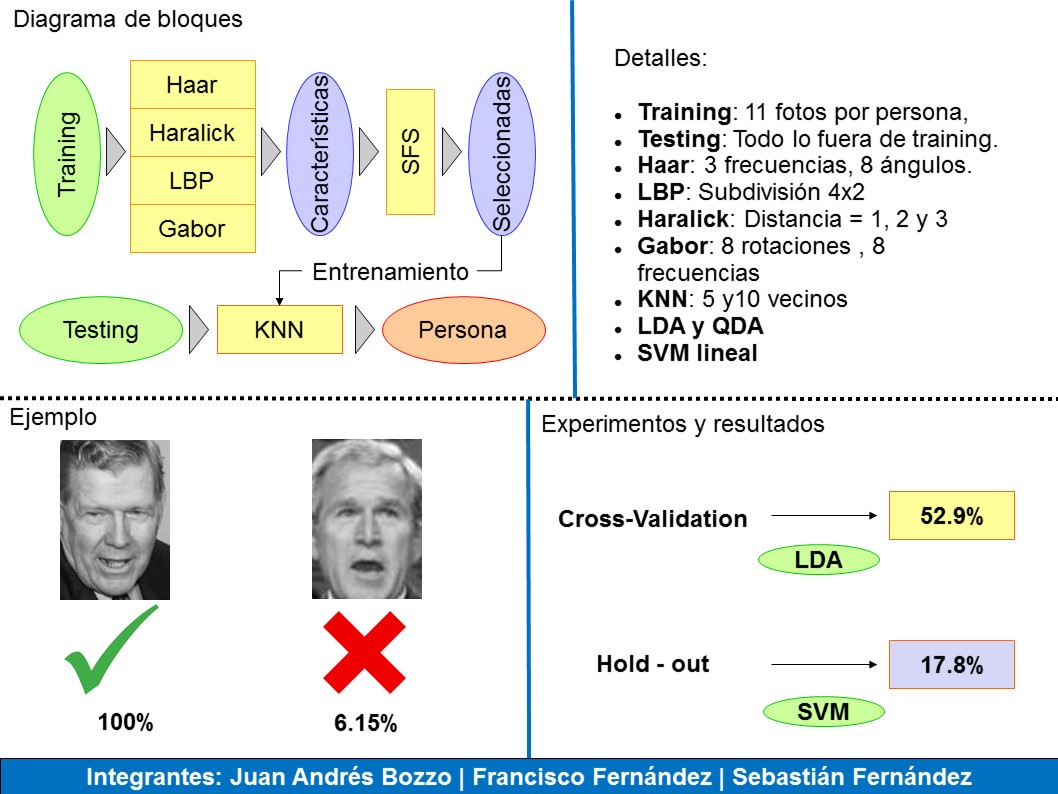 Diagrama de bloques
Training
Haar
Haralick
LBP
Gabor
Características
SFS
Seleccionadas
Entrenamiento
Testing
KNN
Persona
Detalles:
● Training: 11 fotos por persona,
● Testing: Todo lo fuera de training.
● Haar: 3 frecuencias, 8 ángulos.
● LBP: Subdivisión 4x2
● Haralick: Distancia = 1, 2 y 3
● Gabor: 8 rotaciones , 8
frecuencias
● KNN: 5 y10 vecinos
● LDA y QDA
● SVM lineal
Ejemplo
100%
6.15%
Experimentos y resultados
Cross-Validation
52.9%
LDA
Hold - out
17.8%
SVM
Integrantes: Juan Andrés Bozzo | Francisco Fernández | Sebastián Fernández